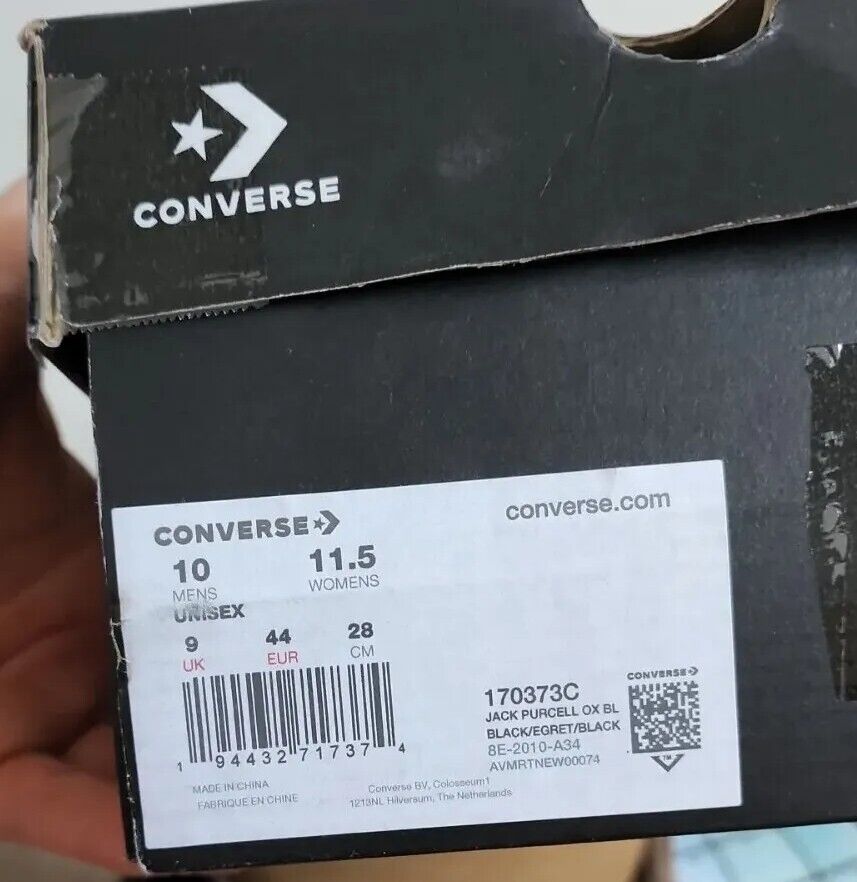 CONVERSE
CONVERSE
converse.com
10 11.5
MENS WOMENS
UNISEX
9 44 28
UK EUR CM
1 94432 71737 4
170373C
JACK PURCELL OX BL
BLACK/EGRET/BLACK
8E-2010-A34
AVMRTNEW00074
CONVERSE
TM
MADE IN CHINA
FABRIQUE EN CHINE
Converse BV, Colosseum1
1213NL Hilversum, The Netherlands